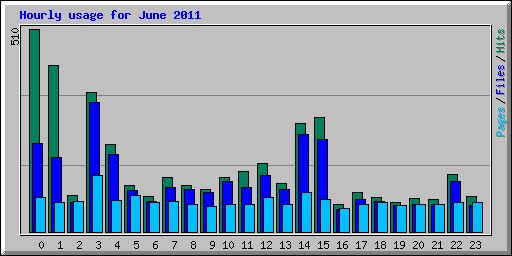 Hourly usage for June 2011
510
Pages / Files / Hits
0 1 2 3 4 5 6 7 8 9 10 11 12 13 14 15 16 17 18 19 20 21 22 23